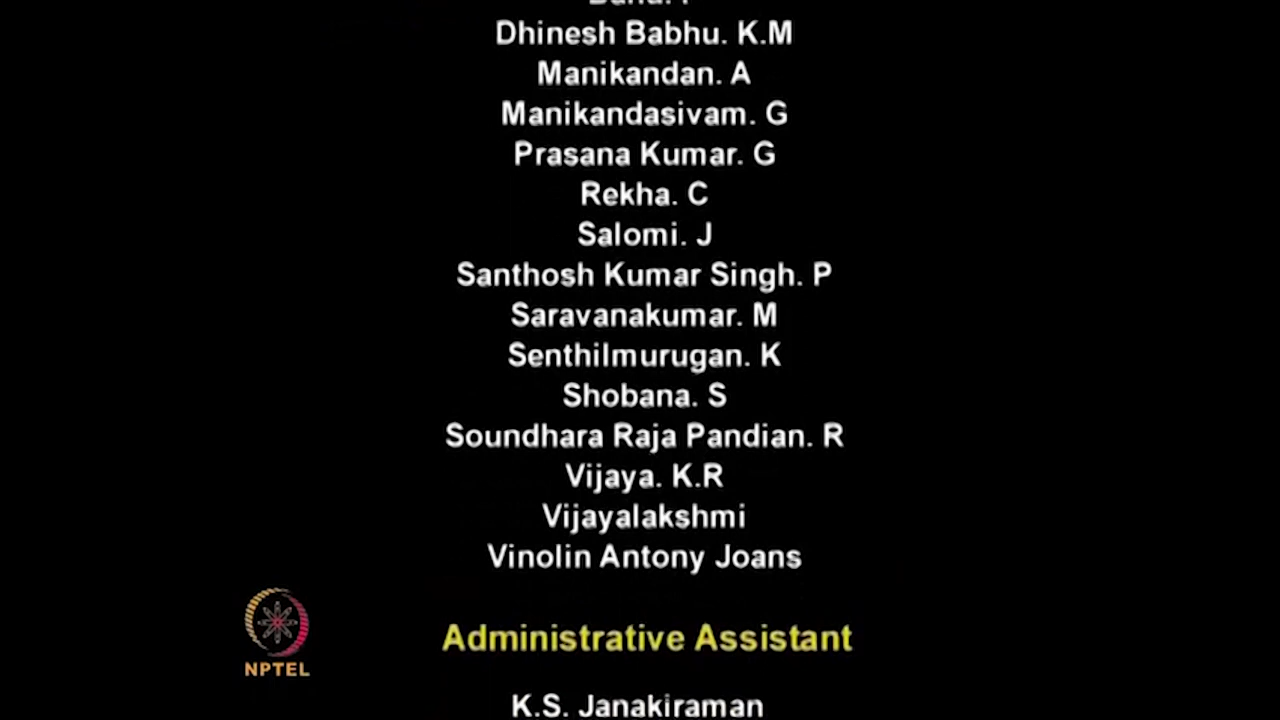 Dhinesh Babhu. K.M
Manikandan. A
Manikandasivam. G
Prasana Kumar. G
Rekha. C
Salomi. J
Santhosh Kumar Singh. P
Saravanakumar. M
Senthilmurugan. K
Shobana. S
Soundhara Raja Pandian. R
Vijaya. K.R
Vijayalakshmi
Vinolin Antony Joans
Administrative Assistant
NPTEL
K.S. Janakiraman